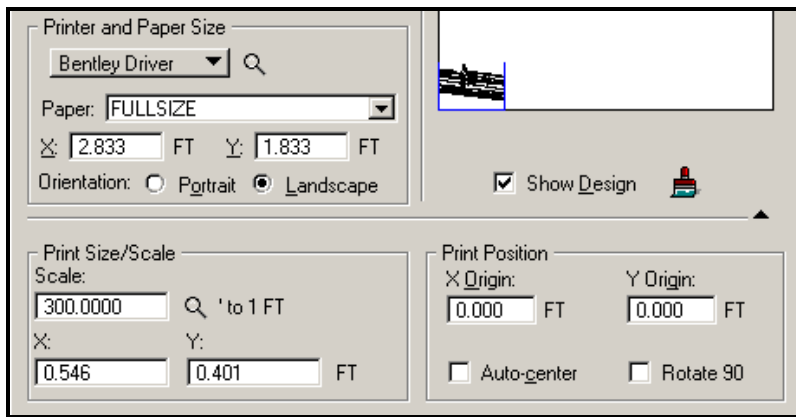 Printer and Paper Size
Bentley Driver
Paper: FULLSIZE
X: 2.833 FT Y: 1.833 FT
Orientation: Portrait Landscape
Show Design
Print Size/Scale
Scale:
300.0000 ' to 1 FT
X: Y:
0.546 0.401 FT
Print Position
X Origin: Y Origin:
0.000 FT 0.000 FT
Auto-center Rotate 90